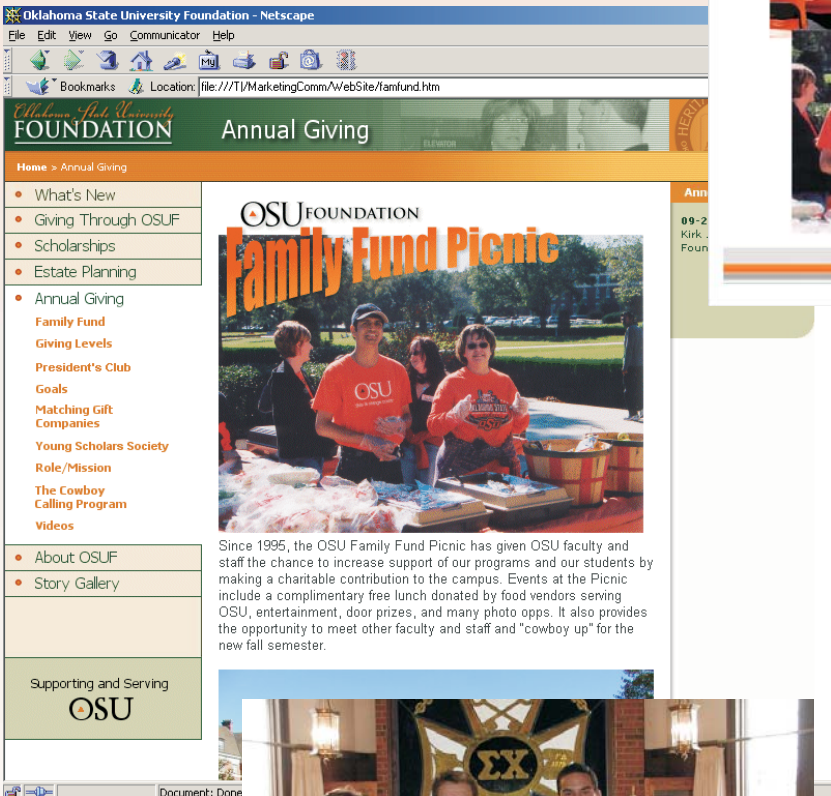 Oklahoma State University Foundation - Netscape
File Edit View Go Communicator Help
My
Bookmarks Location: file:///T|/MarketingComm/WebSite/famfund.htm
Oklahoma State University
FOUNDATION
Annual Giving
ELEVATOR
HERIT
Home > Annual Giving
What's New
Giving Through OSUF
Scholarships
Estate Planning
Annual Giving
Family Fund
Giving Levels
President's Club
Goals
Matching Gift
Companies
Young Scholars Society
Role/Mission
The Cowboy
Calling Program
Videos
About OSUF
Story Gallery
Supporting and Serving
OSU
OSU FOUNDATION
Family Fund Picnic
OSU
OKLAHOMA STATE
Since 1995, the OSU Family Fund Picnic has given OSU faculty and
staff the chance to increase support of our programs and our students by
making a charitable contribution to the campus. Events at the Picnic
include a complimentary free lunch donated by food vendors serving
OSU, entertainment, door prizes, and many photo opps. It also provides
the opportunity to meet other faculty and staff and "cowboy up" for the
new fall semester.
Ann
09-2
Kirk
Foun
ΣΧ
Document: Done